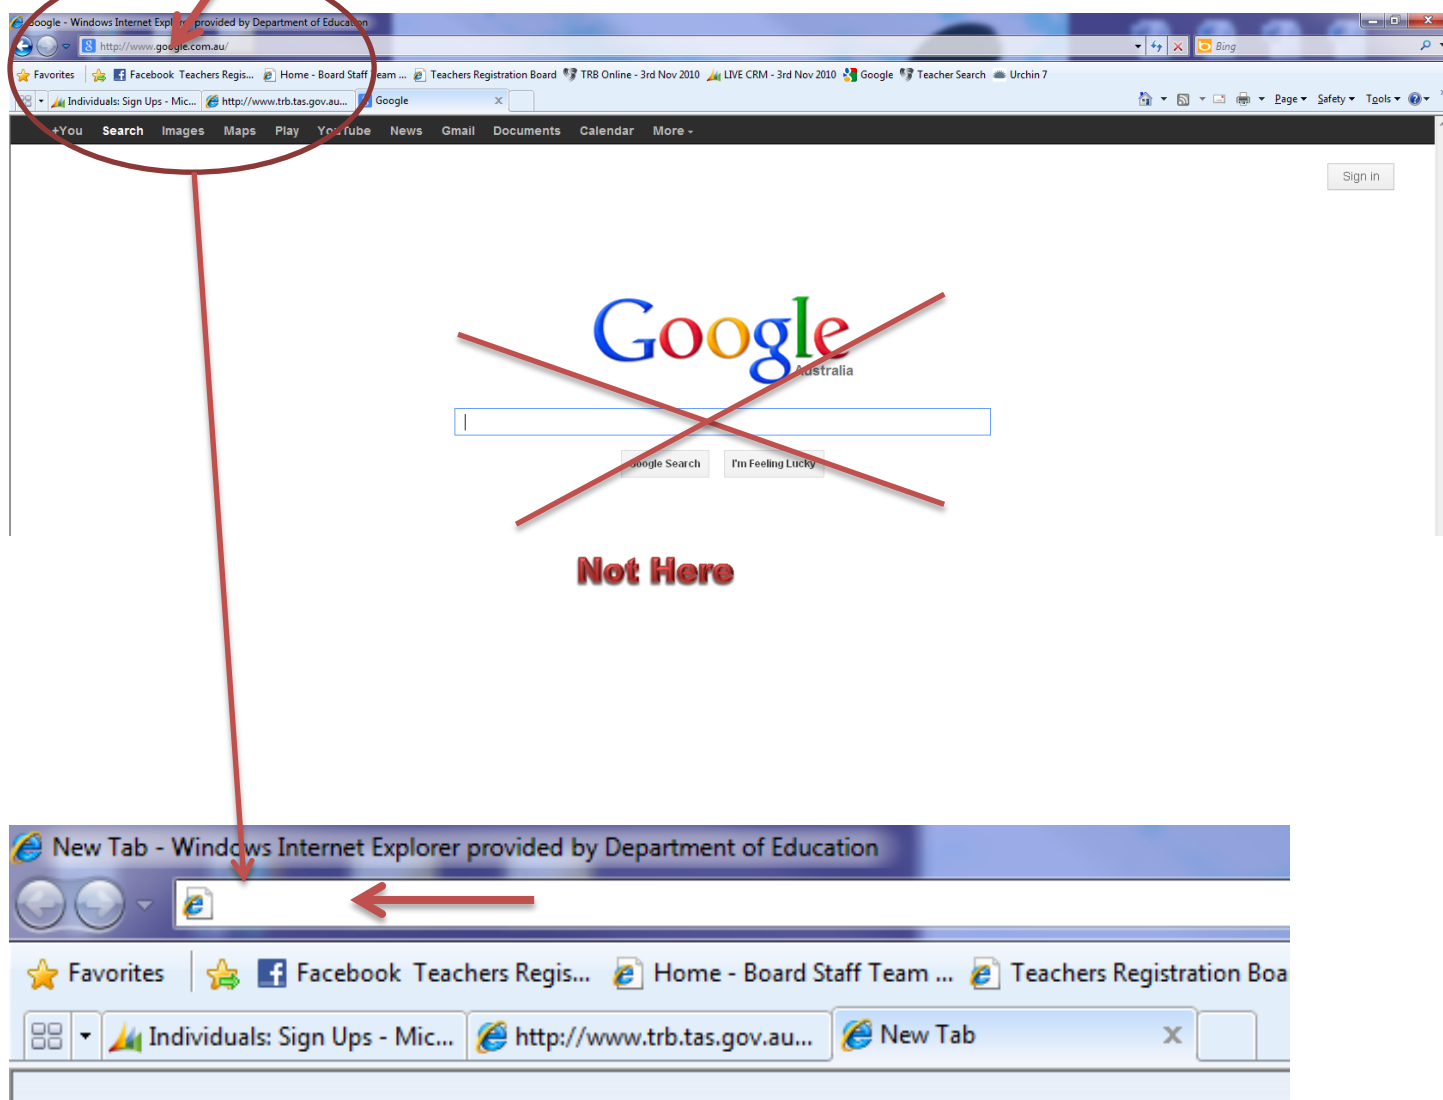 Google - Windows Internet Explorer provided by Department of Education
http://www.google.com.au/
Bing
Favorites Facebook Teachers Regis... Home - Board Staff Team ... Teachers Registration Board TRB Online - 3rd Nov 2010 LIVE CRM - 3rd Nov 2010 Google Teacher Search Urchin 7
Individuals: Sign Ups - Mic... http://www.trb.tas.gov.au... Google x Page Safety Tools
+You Search Images Maps Play YouTube News Gmail Documents Calendar More
Sign in
Google
Australia
Google Search I'm Feeling Lucky
Not Here
New Tab - Windows Internet Explorer provided by Department of Education
Favorites Facebook Teachers Regis... Home - Board Staff Team ... Teachers Registration Boa
Individuals: Sign Ups - Mic... http://www.trb.tas.gov.au... New Tab x